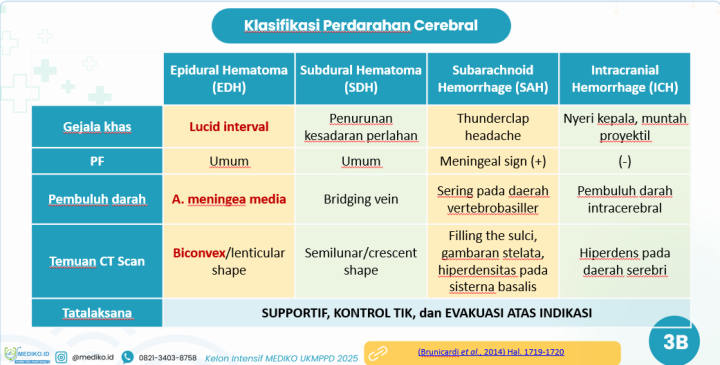 Klasifikasi Perdarahan Cerebral
Epidural Hematoma (EDH)
Subdural Hematoma (SDH)
Subarachnoid Hemorrhage (SAH)
Intracranial Hemorrhage (ICH)
Gejala khas
Lucid interval
Penurunan kesadaran perlahan
Thunderclap headache
Nyeri kepala, muntah proyektil
PF
Umum
Umum
Meningeal sign (+)
(-)
Pembuluh darah
A. meningea media
Bridging vein
Sering pada daerah vertebrobasiller
Pembuluh darah intracerebral
Temuan CT Scan
Biconvex/lenticular shape
Semilunar/crescent shape
Filling the sulci, gambaran stelata, hiperdensitas pada sisterna basalis
Hiperdens pada daerah serebri
Tatalaksana
SUPPORTIF, KONTROL TIK, dan EVAKUASI ATAS INDIKASI
3B
MEDIKO.ID
@mediko.id
0821-3403-8758
Kelon Intensif MEDIKO UKMPPD 2025
(Brunicardi et al., 2014) Hal. 1719-1720